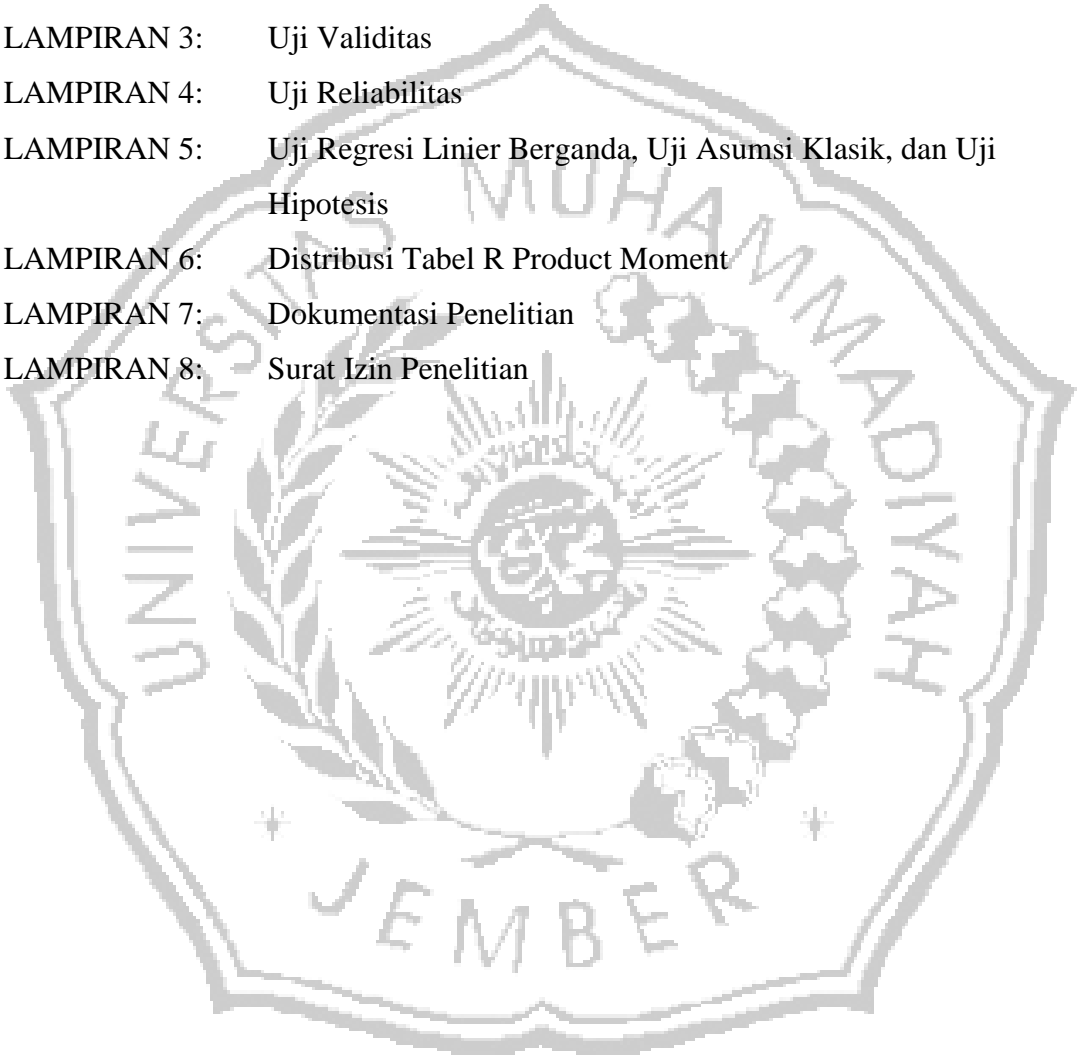 LAMPIRAN 3: Uji Validitas
LAMPIRAN 4: Uji Reliabilitas
LAMPIRAN 5: Uji Regresi Linier Berganda, Uji Asumsi Klasik, dan Uji
Hipotesis
LAMPIRAN 6: Distribusi Tabel R Product Moment
LAMPIRAN 7: Dokumentasi Penelitian
LAMPIRAN 8: Surat Izin Penelitian
UNIVERSITAS MUHAMMADIYAH
JEMBER